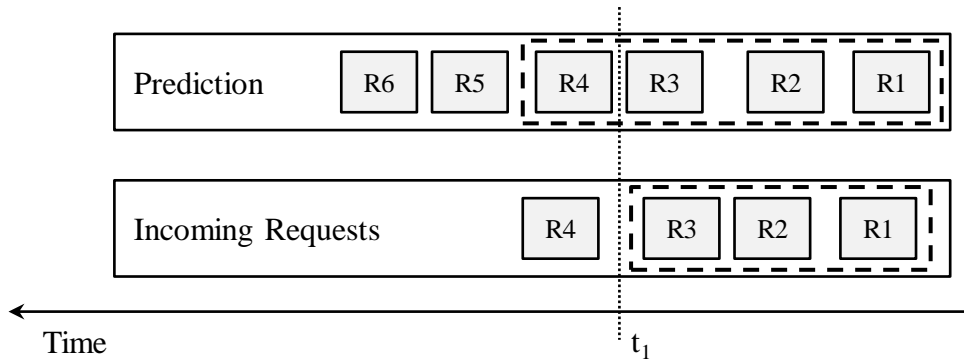 Prediction R6 R5 R4 R3 R2 R1
Incoming Requests R4 R3 R2 R1
Time t₁